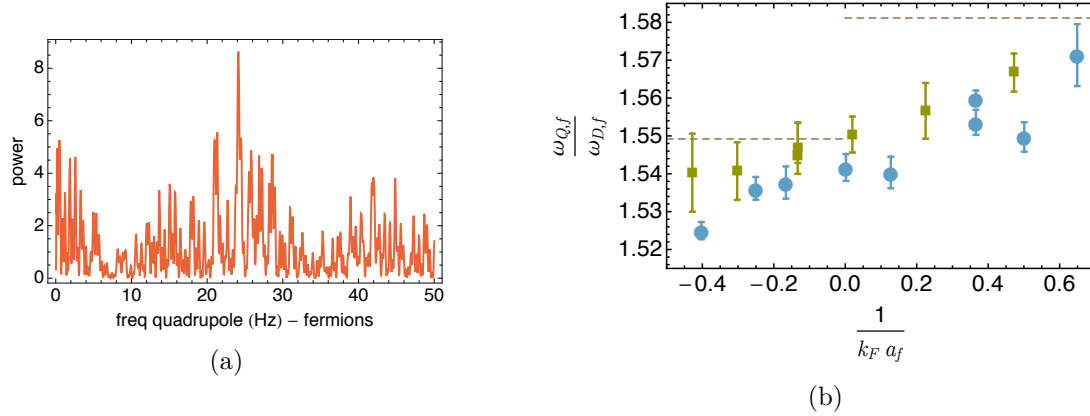 8
6
4
2
0
power
0 10 20 30 40 50
freq quadrupole (Hz) − fermions
(a)
1.58
1.57
1.56
1.55
1.54
1.53
1.52
ω_{Q,f}
ω_{D,f}
−0.4 −0.2 0.0 0.2 0.4 0.6
1
k_F a_f
(b)